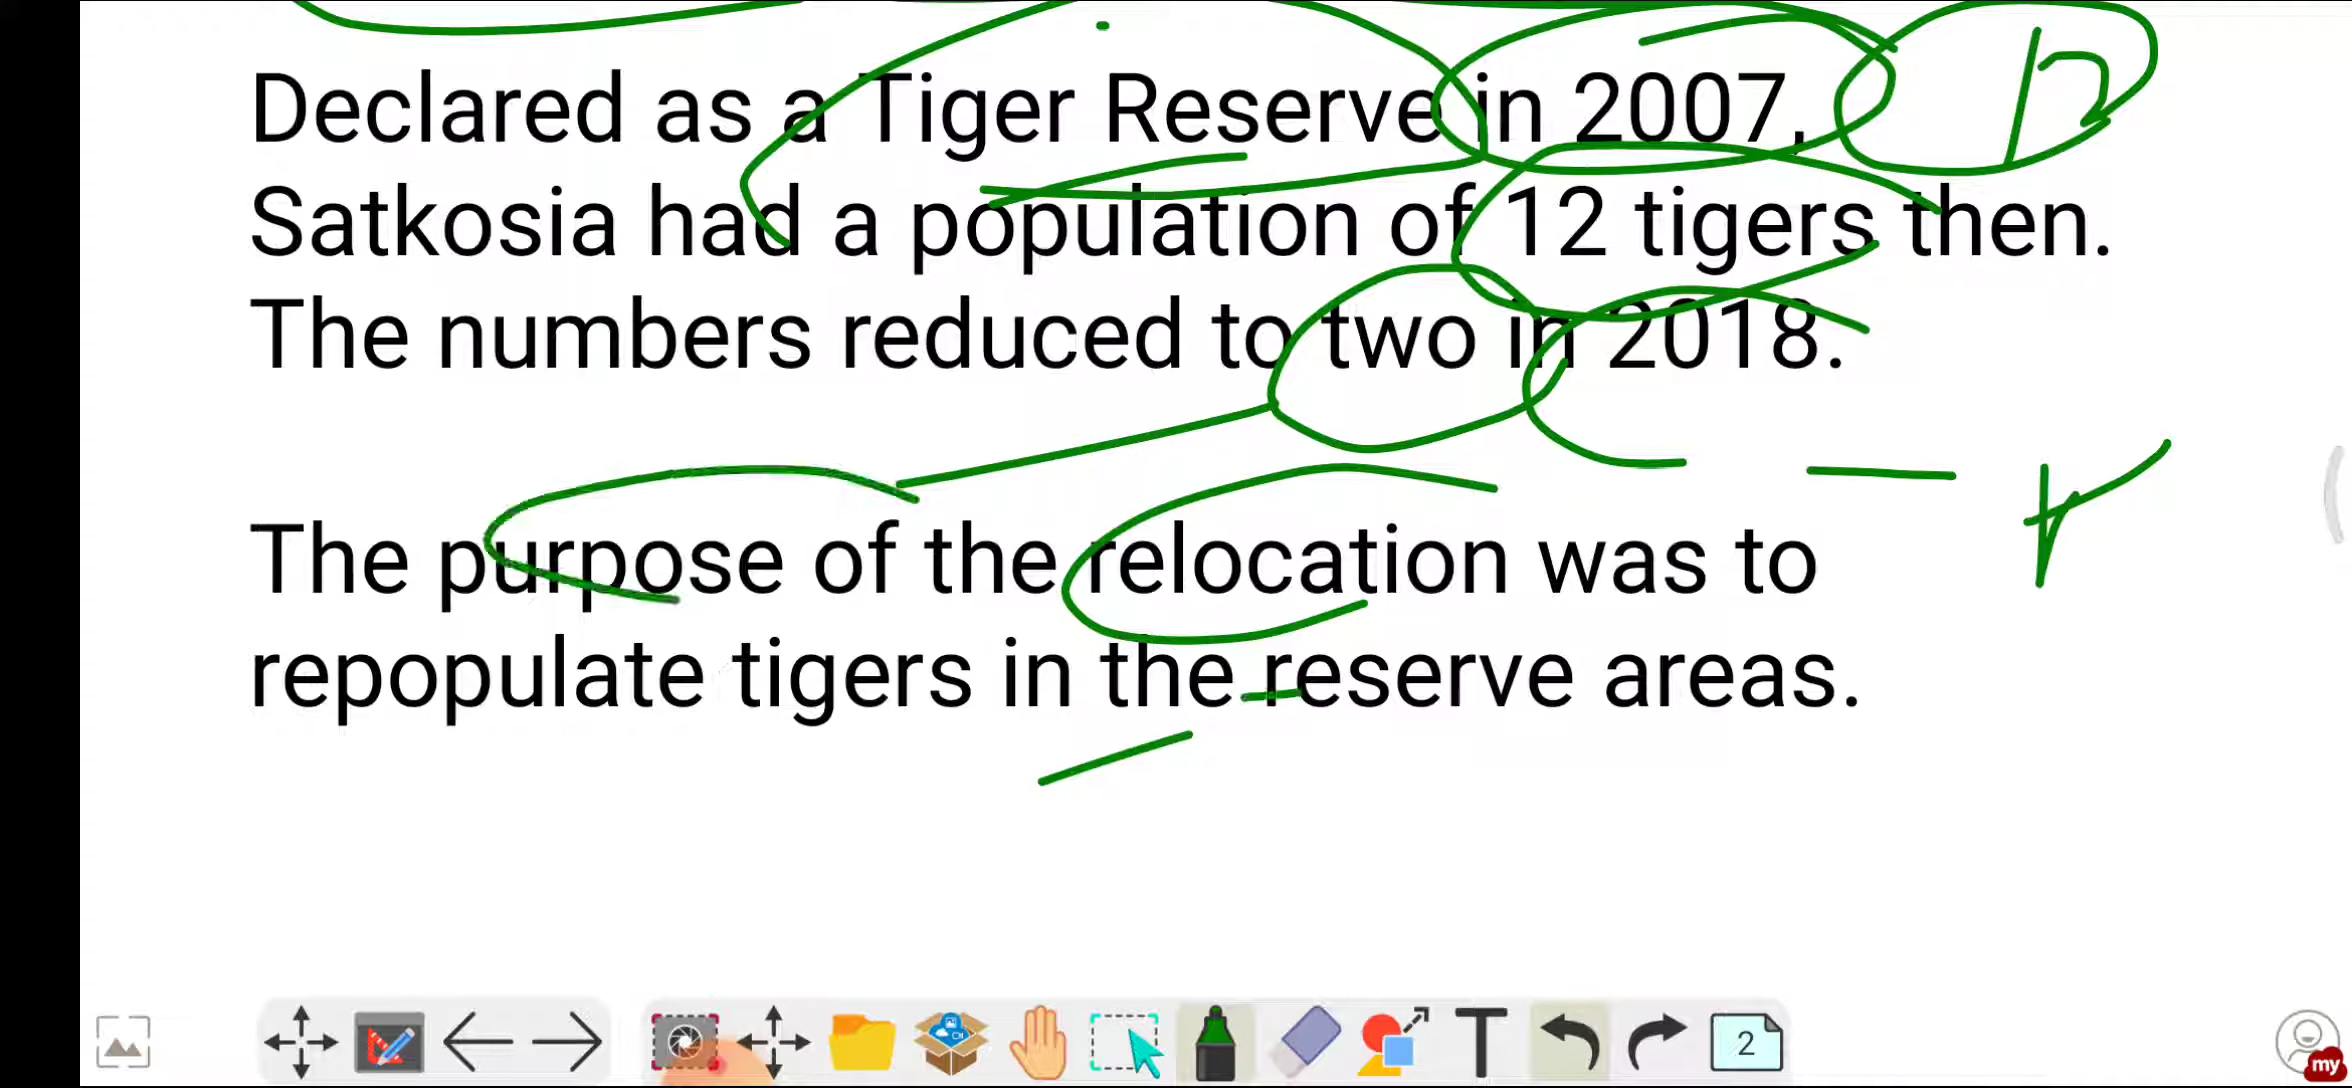 Declared as a Tiger Reserve in 2007, 12
Satkosia had a population of 12 tigers then.
The numbers reduced to two in 2018.
The purpose of the relocation was to
repopulate tigers in the reserve areas.
2
my